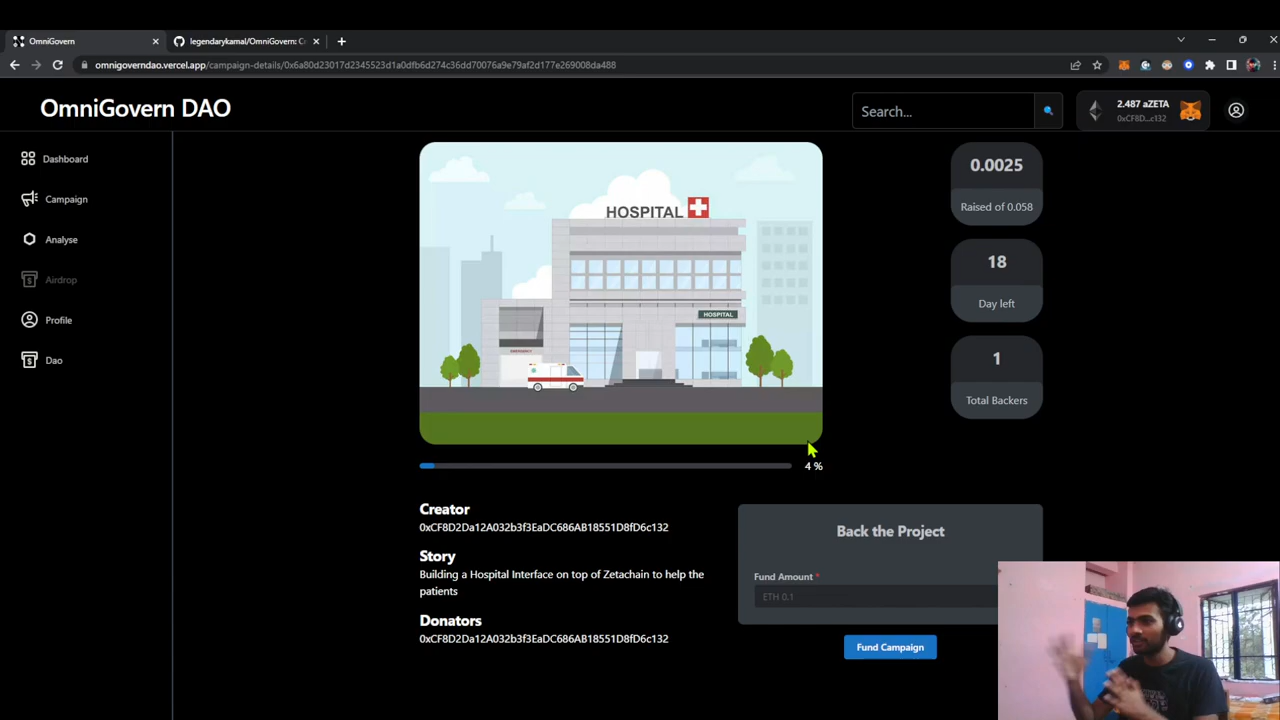 OmniGovern
legendarykamal/OmniGovern: C
omnigoverndao.vercel.app/campaign-details/0x6a80d23017d2345523d1a0dfb6d274c36dd70076a9e79af2d177e269008da488
OmniGovern DAO
Search...
2.487 aZETA
0xCF8D...c132
Dashboard
Campaign
Analyse
Airdrop
Profile
Dao
HOSPITAL
HOSPITAL
EMERGENCY
0.0025
Raised of 0.058
18
Day left
1
Total Backers
4 %
Creator
0xCF8D2Da12A032b3f3EaDC686AB18551D8fD6c132
Story
Building a Hospital Interface on top of Zetachain to help the
patients
Donators
0xCF8D2Da12A032b3f3EaDC686AB18551D8fD6c132
Back the Project
Fund Amount *
ETH 0.1
Fund Campaign